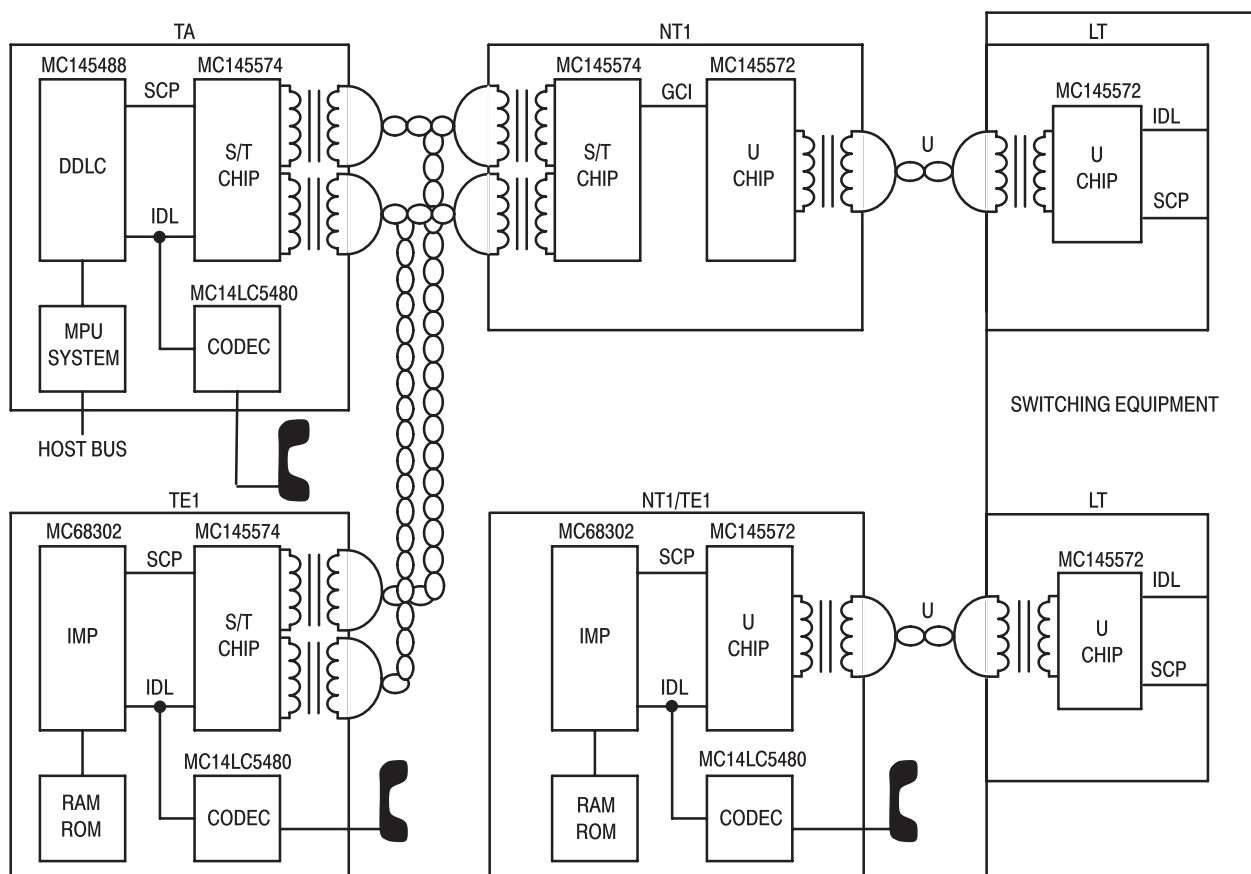 TA
MC145488
MC145574
SCP
DDLC
S/T
CHIP
IDL
MC14LC5480
MPU
SYSTEM
CODEC
HOST BUS
NT1
MC145574
MC145572
GCI
S/T
CHIP
U
CHIP
U
LT
MC145572
IDL
U
CHIP
SCP
SWITCHING EQUIPMENT
TE1
MC68302
MC145574
SCP
IMP
S/T
CHIP
IDL
MC14LC5480
RAM
ROM
CODEC
NT1/TE1
MC68302
MC145572
SCP
IMP
U
CHIP
IDL
MC14LC5480
RAM
ROM
CODEC
U
LT
MC145572
IDL
U
CHIP
SCP